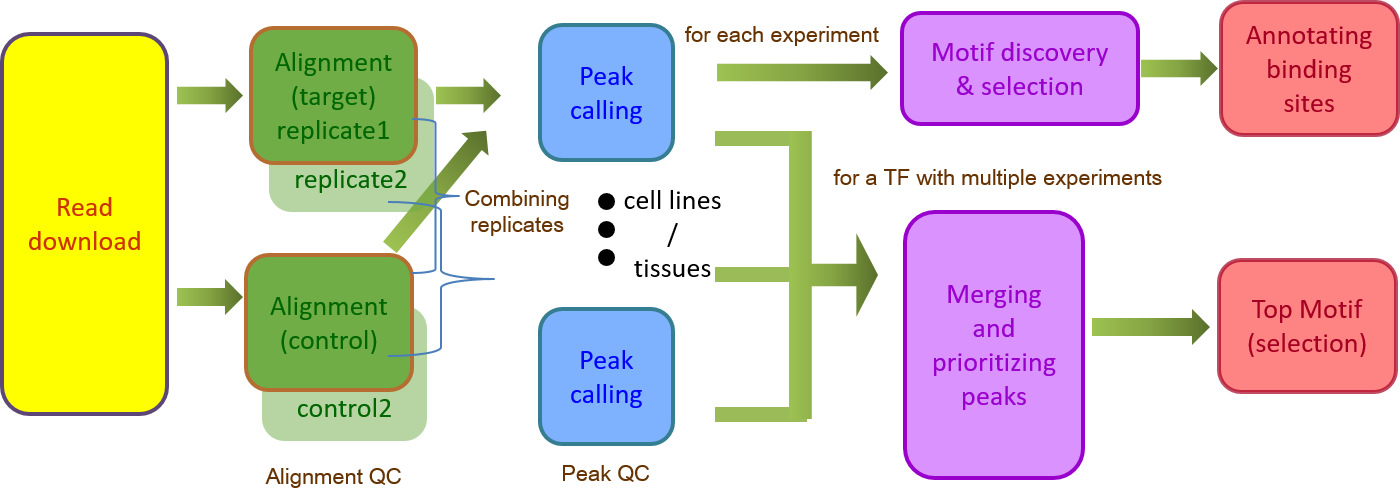 Read
download
Alignment
(target)
replicate1
replicate2
Alignment
(control)
control2
Alignment QC
Combining
replicates
Peak
calling
cell lines
/
tissues
Peak
calling
Peak QC
for each experiment
Motif discovery
& selection
Annotating
binding
sites
for a TF with multiple experiments
Merging
and
prioritizing
peaks
Top Motif
(selection)